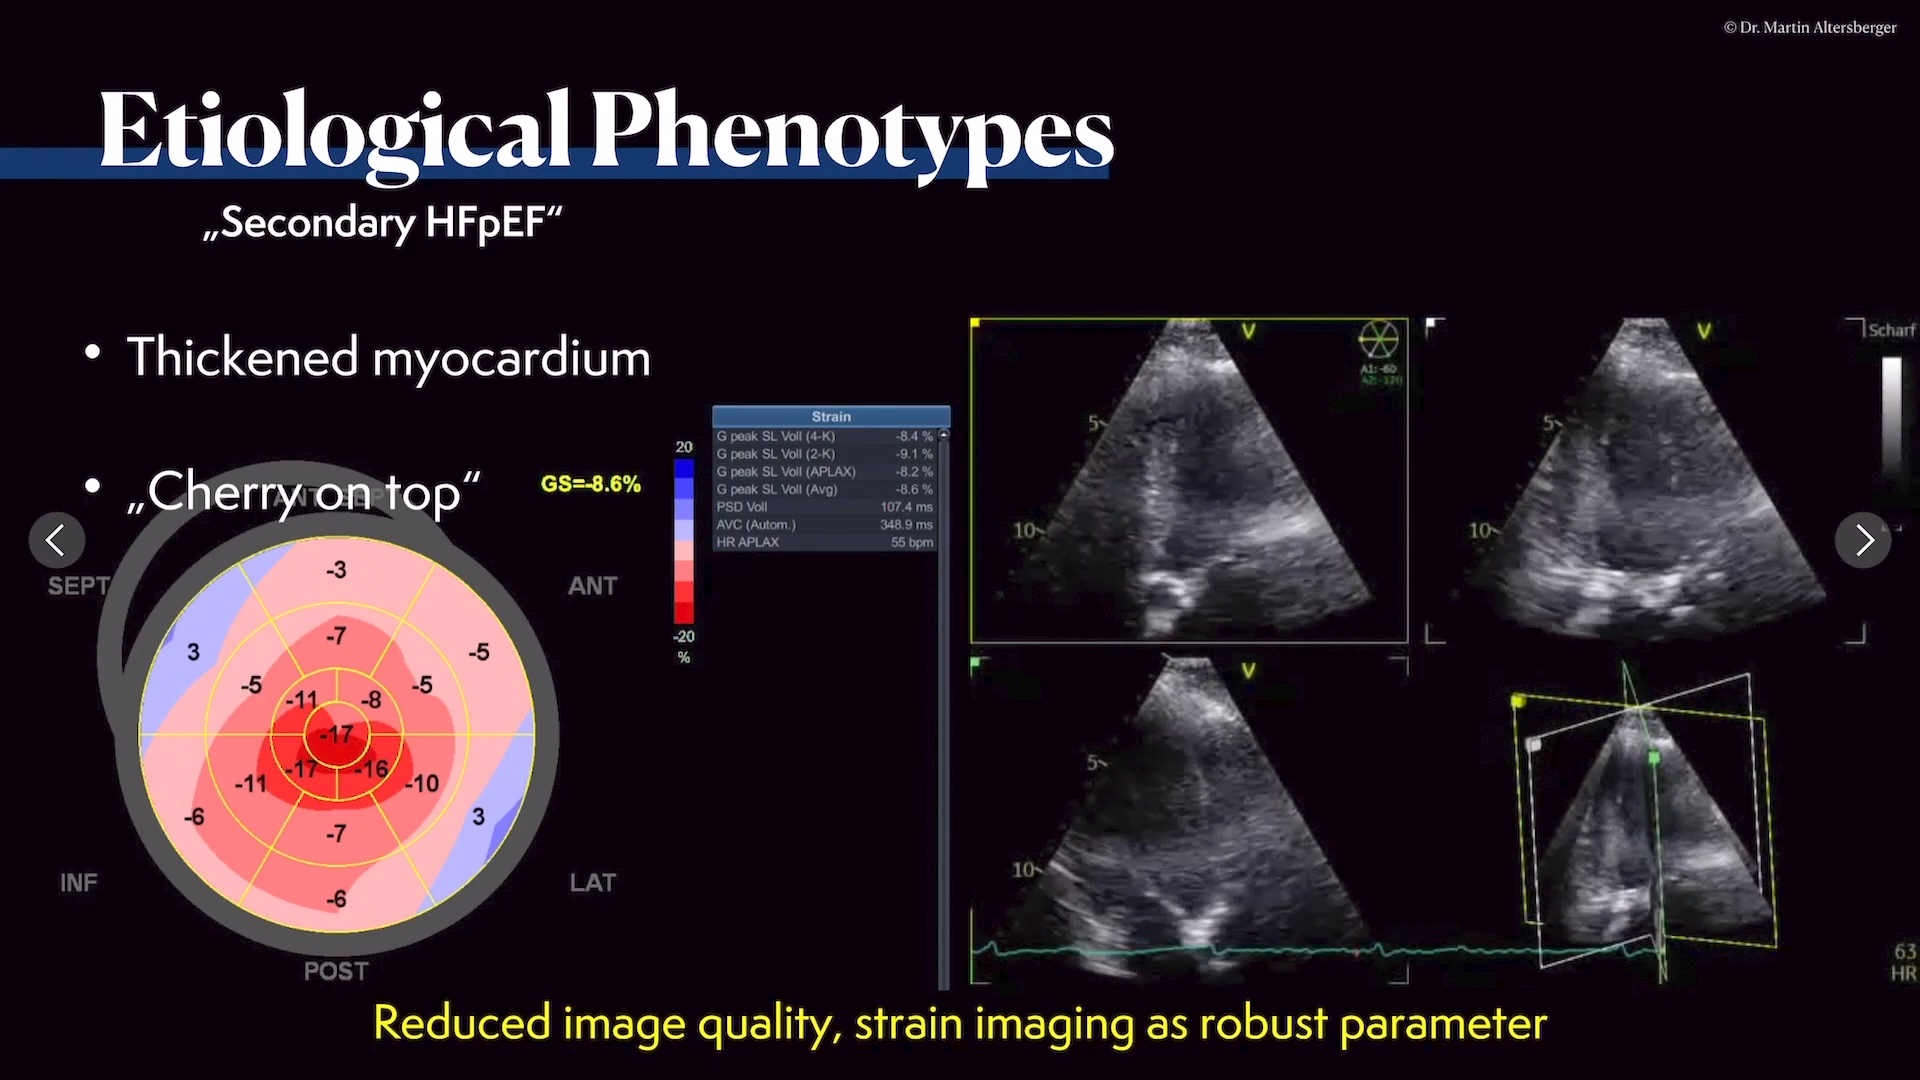 © Dr. Martin Altersberger
Etiological Phenotypes
„Secondary HFpEF“
• Thickened myocardium
• „Cherry on top“
GS=-8.6%
20
-20
%
Strain
G peak SL Voll (4-K) -8.4 %
G peak SL Voll (2-K) -9.1 %
G peak SL Voll (APLAX) -8.2 %
G peak SL Voll (Avg) -8.6 %
PSD Voll 107.4 ms
AVC (Autom.) 348.9 ms
HR APLAX 55 bpm
SEPT
ANT
-3
3
-7
-5
-5
-5
-11
-8
-17
-17
-16
-11
-10
-6
3
-7
-6
INF
LAT
POST
V
5
10
V
5
10
Scharf
V
5
10
63
HR
Reduced image quality, strain imaging as robust parameter